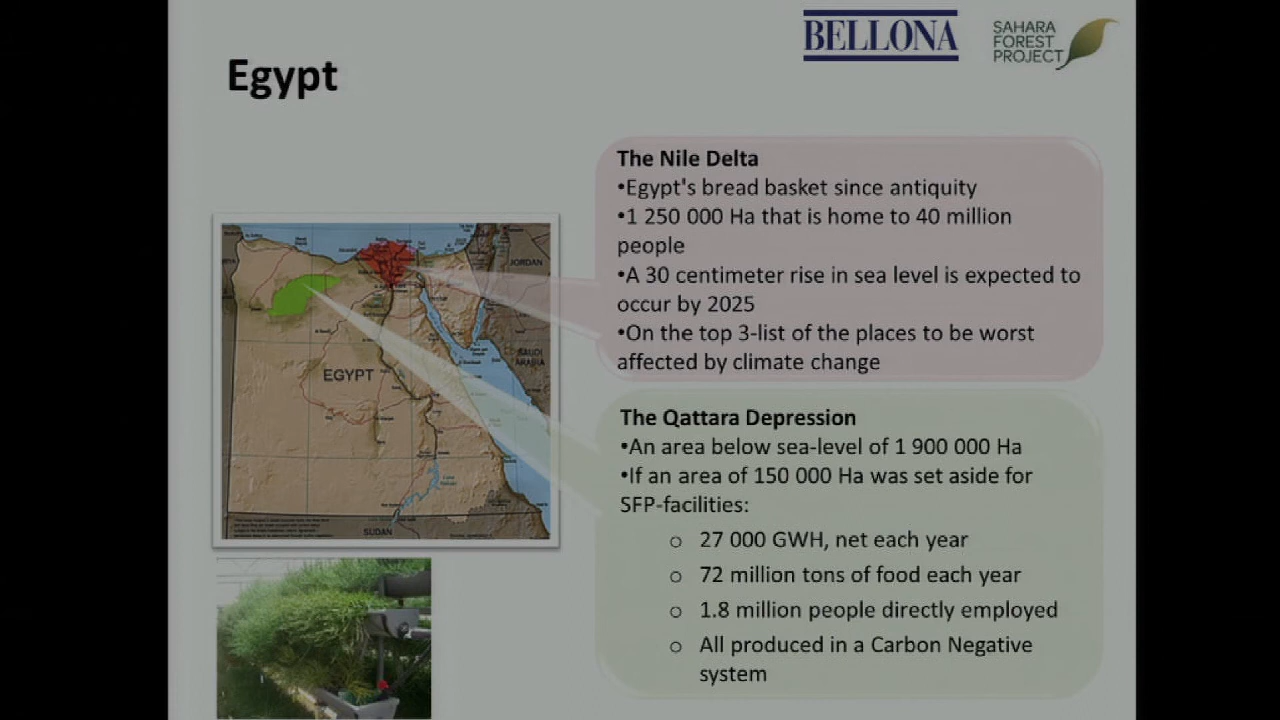 BELLONA
SAHARA
FOREST
PROJECT
Egypt
The Nile Delta
•Egypt's bread basket since antiquity
•1 250 000 Ha that is home to 40 million
people
•A 30 centimeter rise in sea level is expected to
occur by 2025
•On the top 3-list of the places to be worst
affected by climate change
JORDAN
SAUDI
ARABIA
EGYPT
SUDAN
The Qattara Depression
•An area below sea-level of 1 900 000 Ha
•If an area of 150 000 Ha was set aside for
SFP-facilities:
o 27 000 GWH, net each year
o 72 million tons of food each year
o 1.8 million people directly employed
o All produced in a Carbon Negative
system